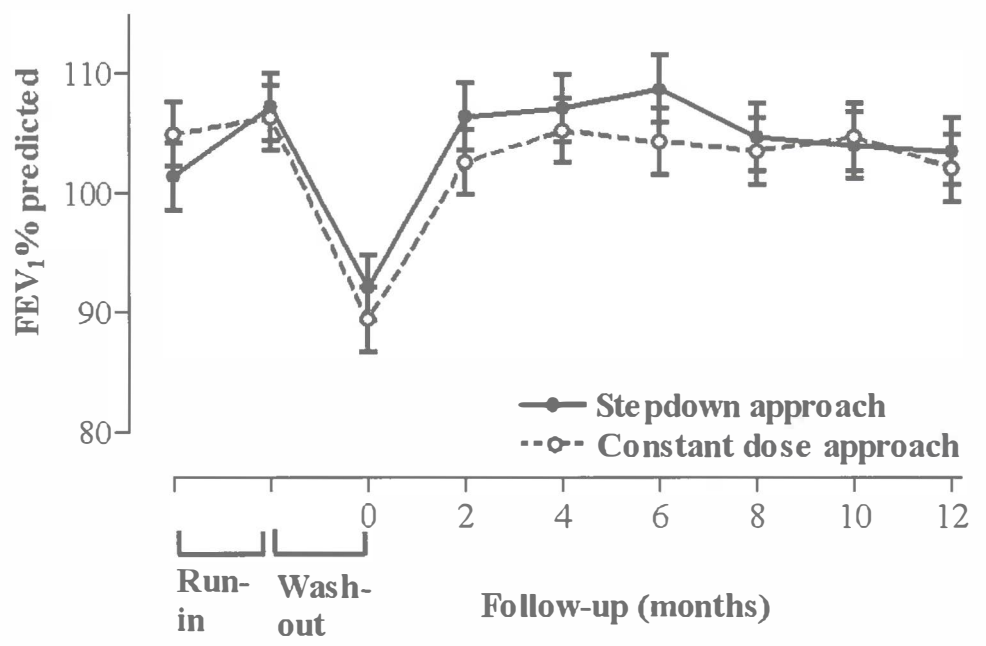 FEV₁% predicted
110
100
90
80
Stepdown approach
Constant dose approach
0 2 4 6 8 10 12
Run-
in
Wash-
out
Follow-up (months)